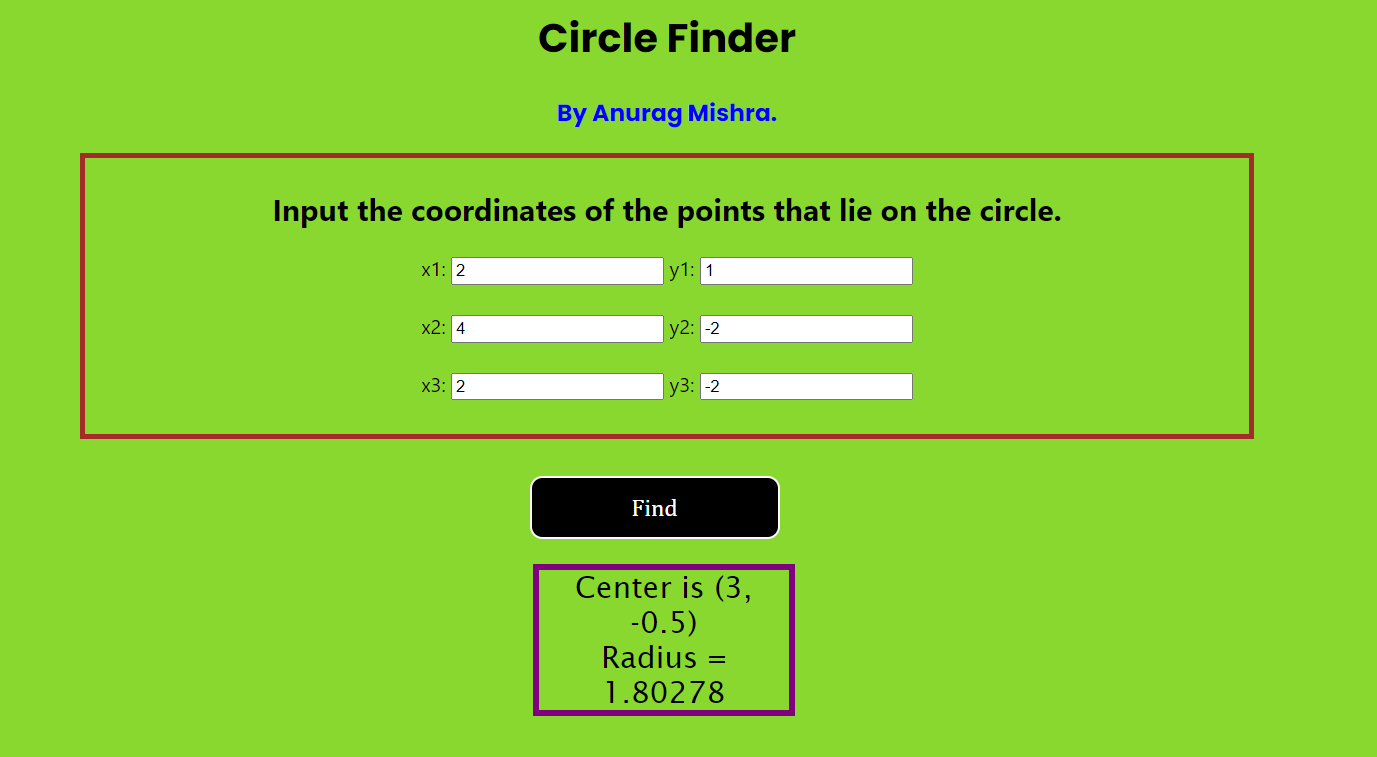 Circle Finder
By Anurag Mishra.
Input the coordinates of the points that lie on the circle.
x1: 2 y1: 1
x2: 4 y2: -2
x3: 2 y3: -2
Find
Center is (3,
-0.5)
Radius =
1.80278